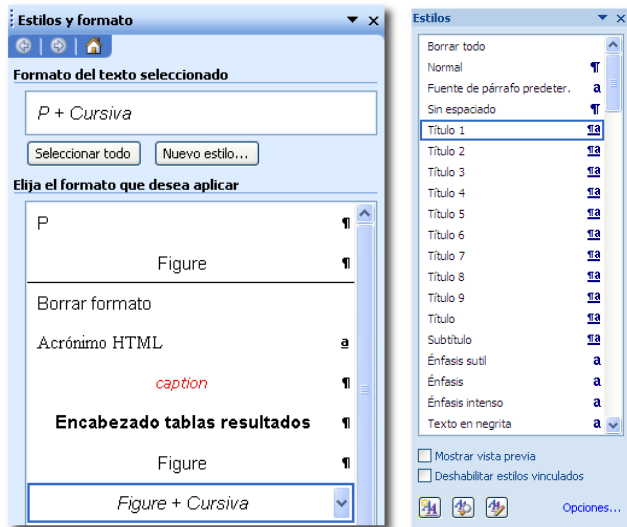 Estilos y formato
Formato del texto seleccionado
P + Cursiva
Seleccionar todo
Nuevo estilo...
Elija el formato que desea aplicar
P ¶
Figure ¶
Borrar formato
Acrónimo HTML a
caption ¶
Encabezado tablas resultados ¶
Figure ¶
Figure + Cursiva
Estilos
Borrar todo
Normal ¶
Fuente de párrafo predeter. a
Sin espaciado ¶
Título 1 ¶a
Título 2 ¶a
Título 3 ¶a
Título 4 ¶a
Título 5 ¶a
Título 6 ¶a
Título 7 ¶a
Título 8 ¶a
Título 9 ¶a
Título ¶a
Subtítulo ¶a
Énfasis sutil a
Énfasis a
Énfasis intenso a
Texto en negrita a
Mostrar vista previa
Deshabilitar estilos vinculados
Opciones...